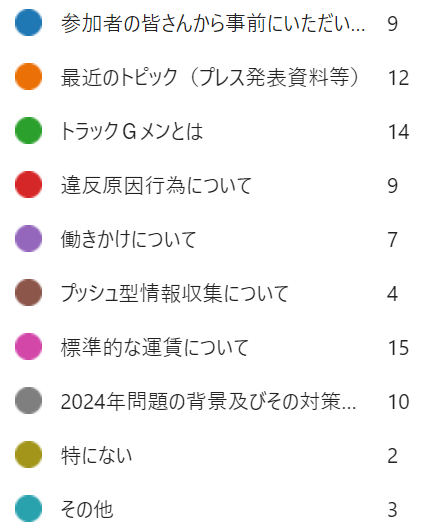 参加者の皆さんから事前にいただい... 9
最近のトピック（プレス発表資料等） 12
トラックＧメンとは 14
違反原因行為について 9
働きかけについて 7
プッシュ型情報収集について 4
標準的な運賃について 15
2024年問題の背景及びその対策... 10
特にない 2
その他 3